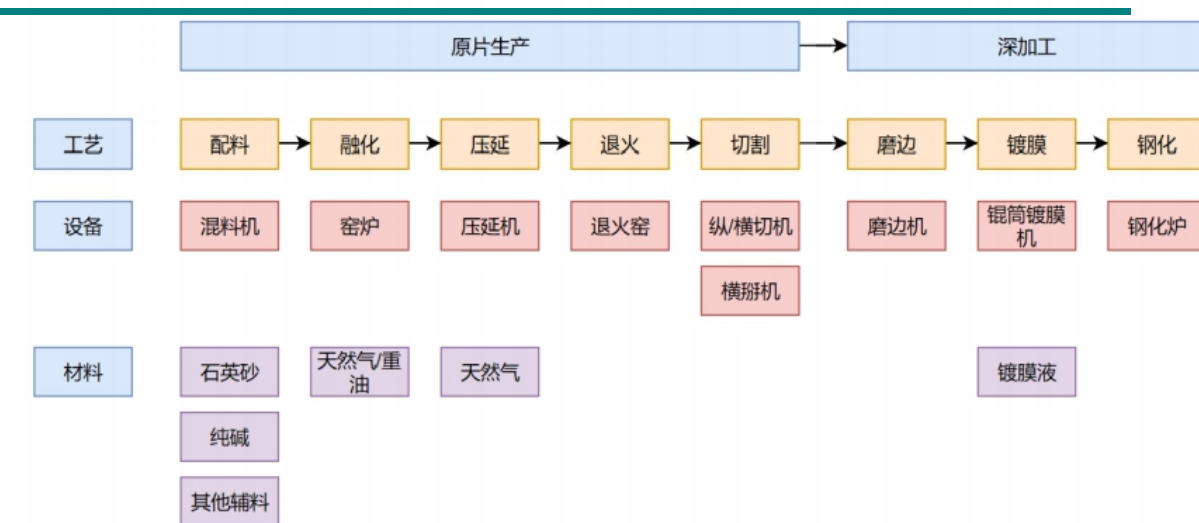 原片生产
深加工
工艺
配料
融化
压延
退火
切割
磨边
镀膜
钢化
设备
混料机
窑炉
压延机
退火窑
纵/横切机
磨边机
锟筒镀膜
机
钢化炉
横掰机
材料
石英砂
天然气/重
油
天然气
镀膜液
纯碱
其他辅料